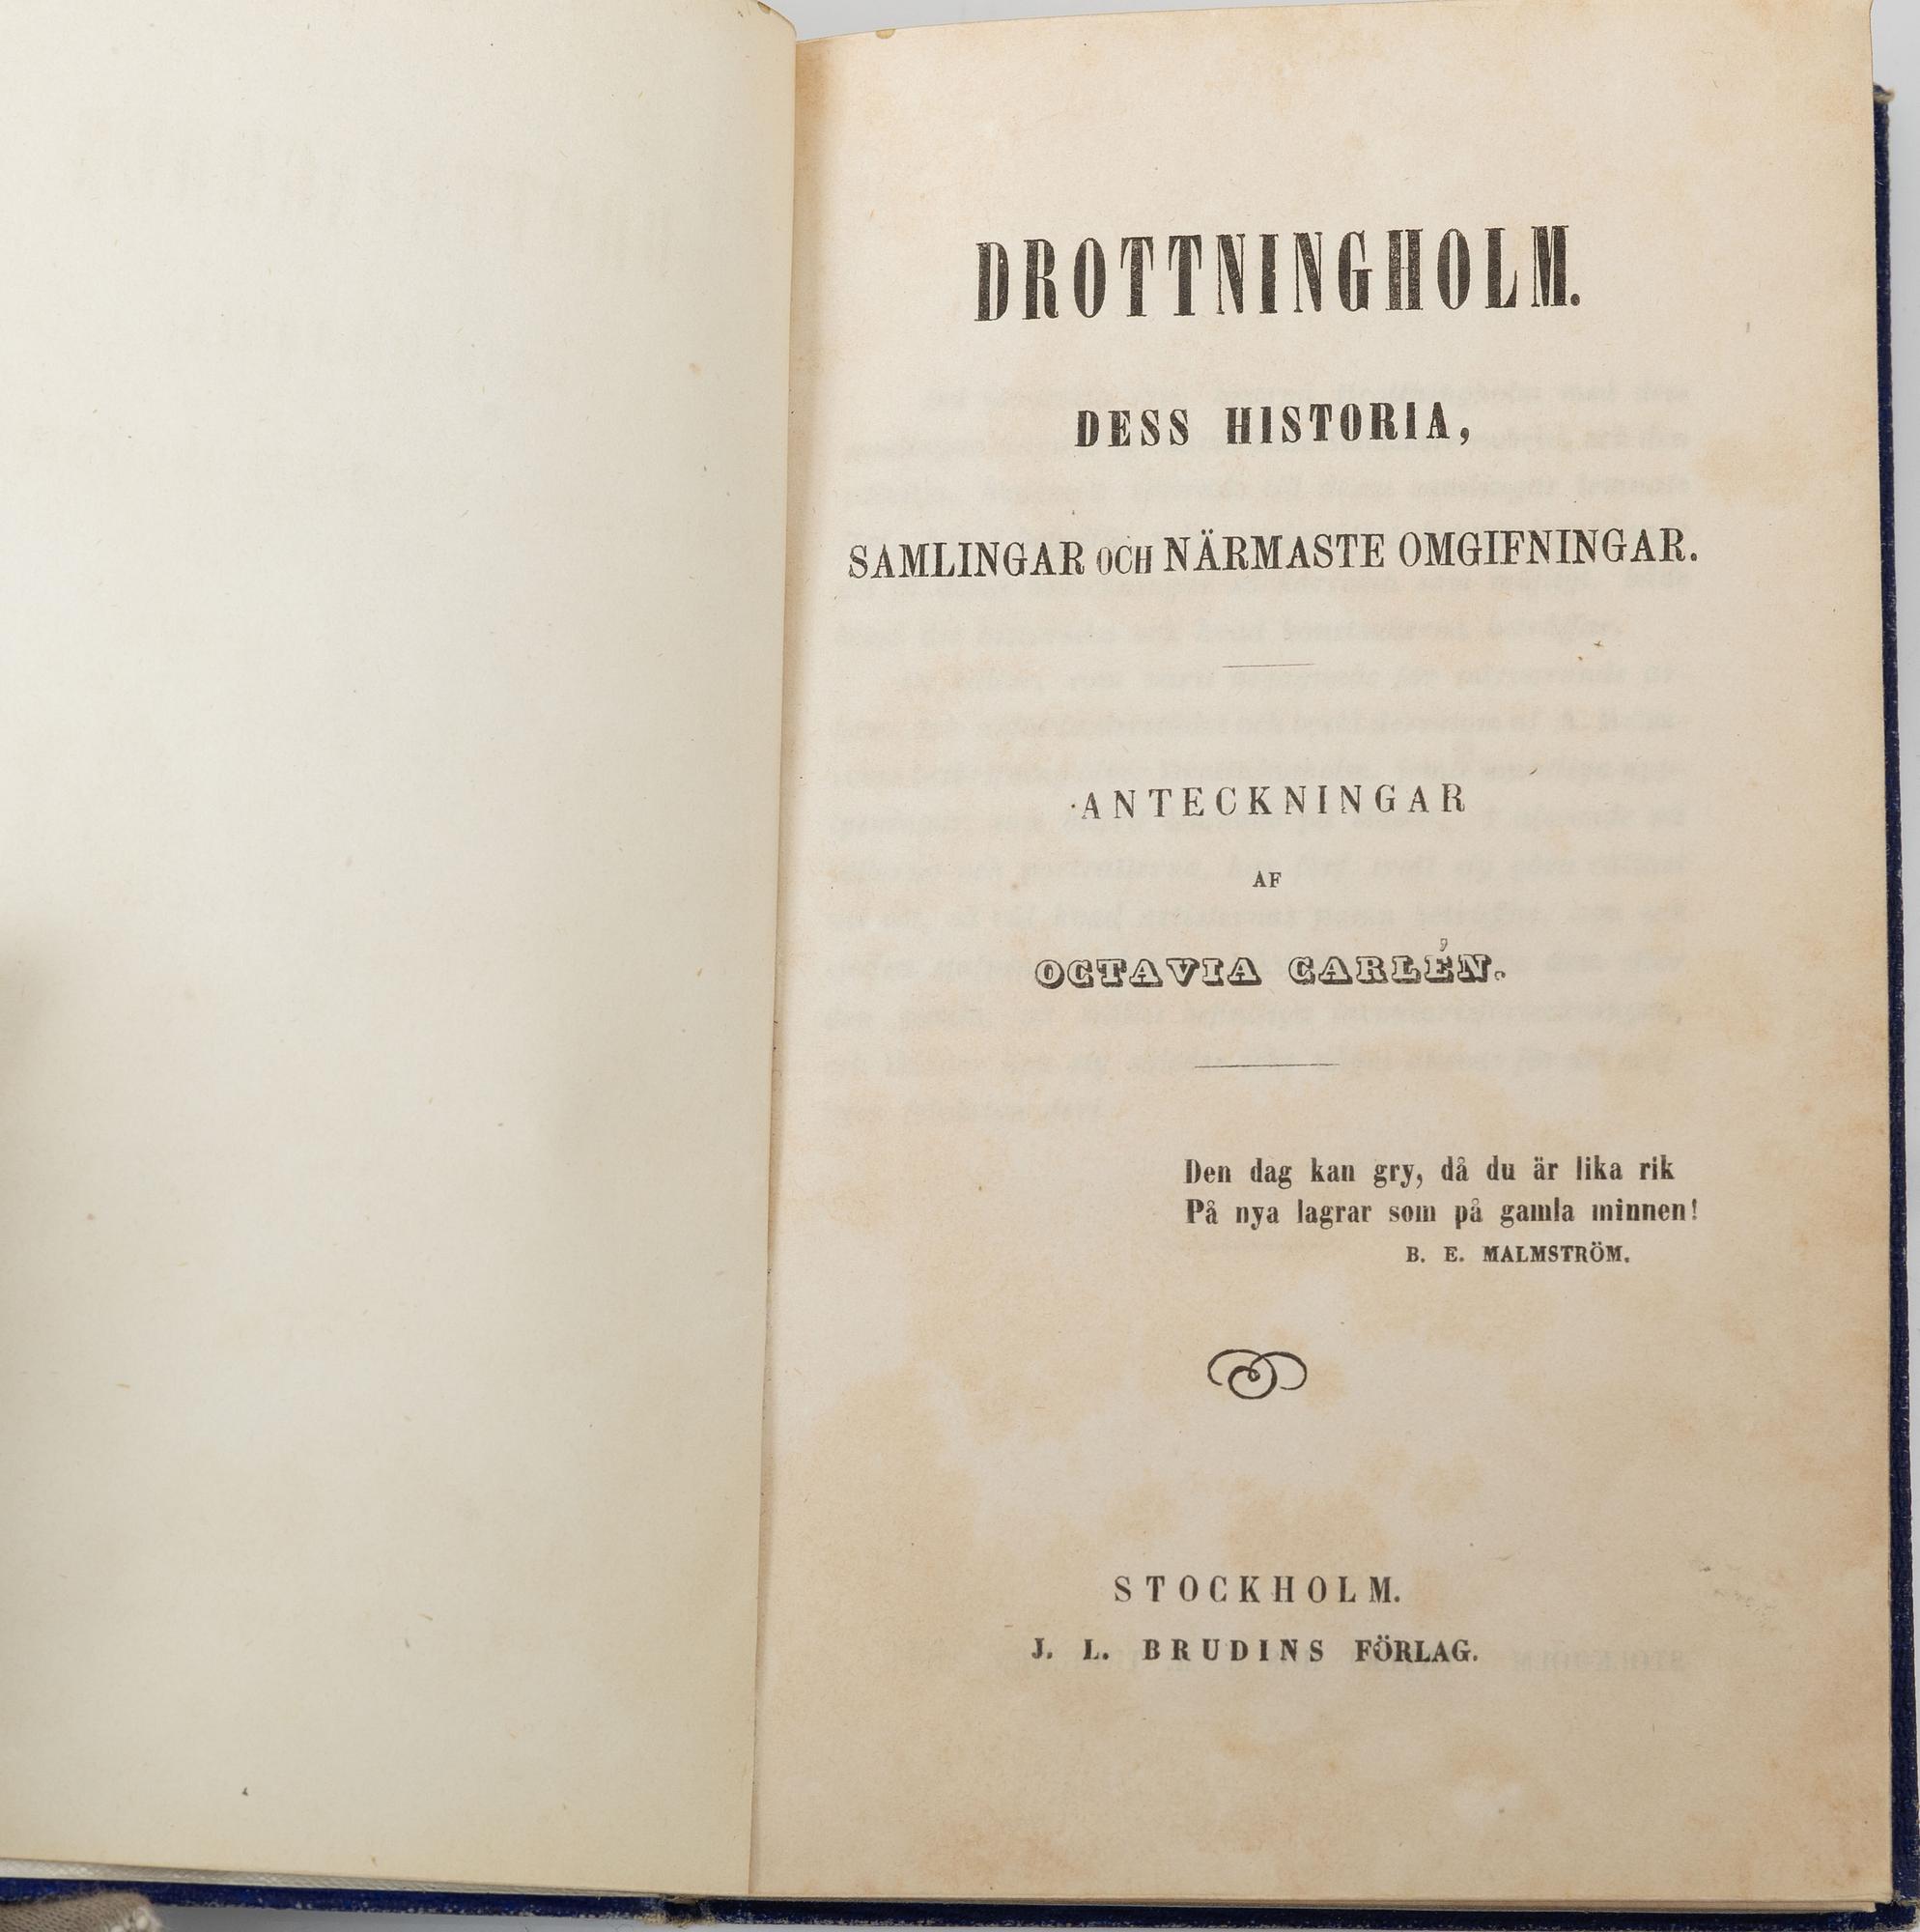 DROTTNINGHOLM.
DESS HISTORIA,
SAMLINGAR OCH NÄRMASTE OMGIFNINGAR.
ANTECKNINGAR
AF
OCTAVIA CARLÉN.
Den dag kan gry, då du är lika rik
På nya lagrar som på gamla minnen!
B. E. MALMSTRÖM.
STOCKHOLM.
J. L. BRUDINS FÖRLAG.